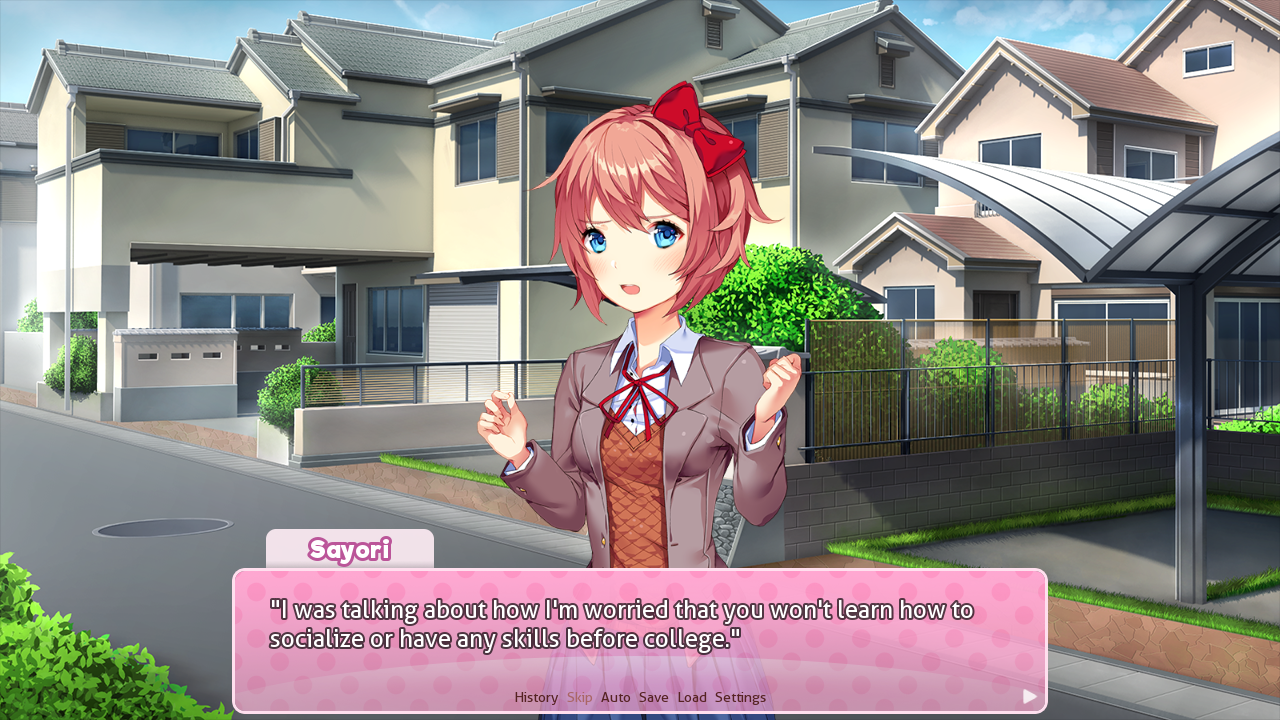 Sayori
"I was talking about how I'm worried that you won't learn how to
socialize or have any skills before college."
History Skip Auto Save Load Settings